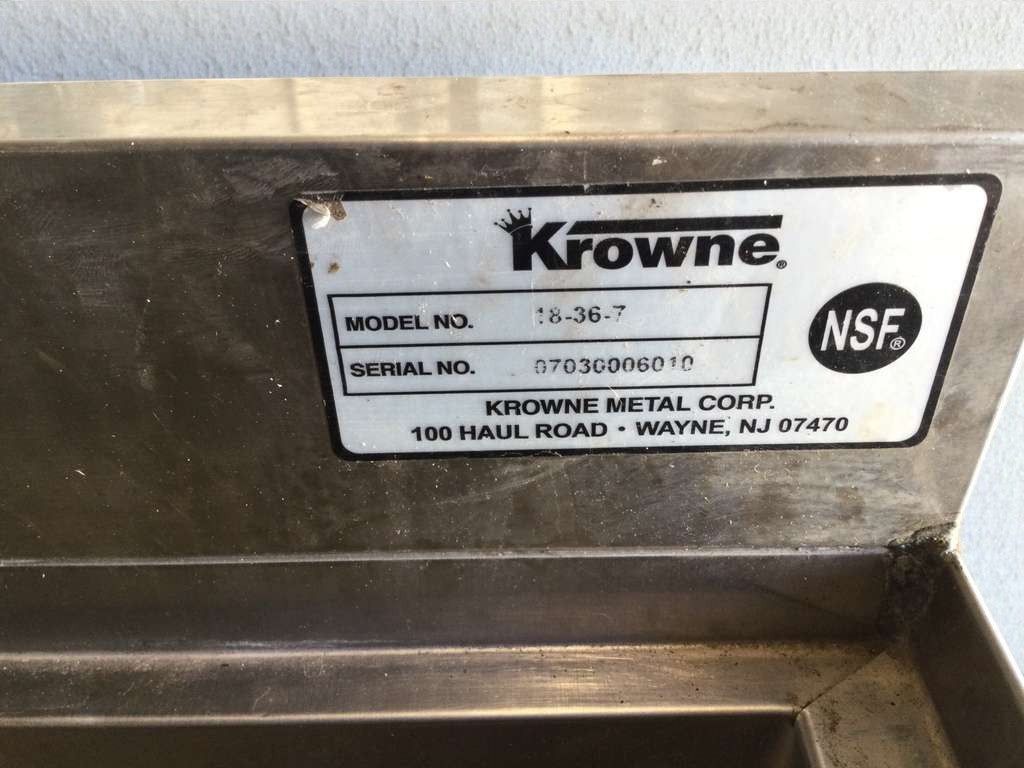 Krowne®
MODEL NO. 18-36-7
SERIAL NO. 07030006010
NSF®
KROWNE METAL CORP.
100 HAUL ROAD • WAYNE, NJ 07470